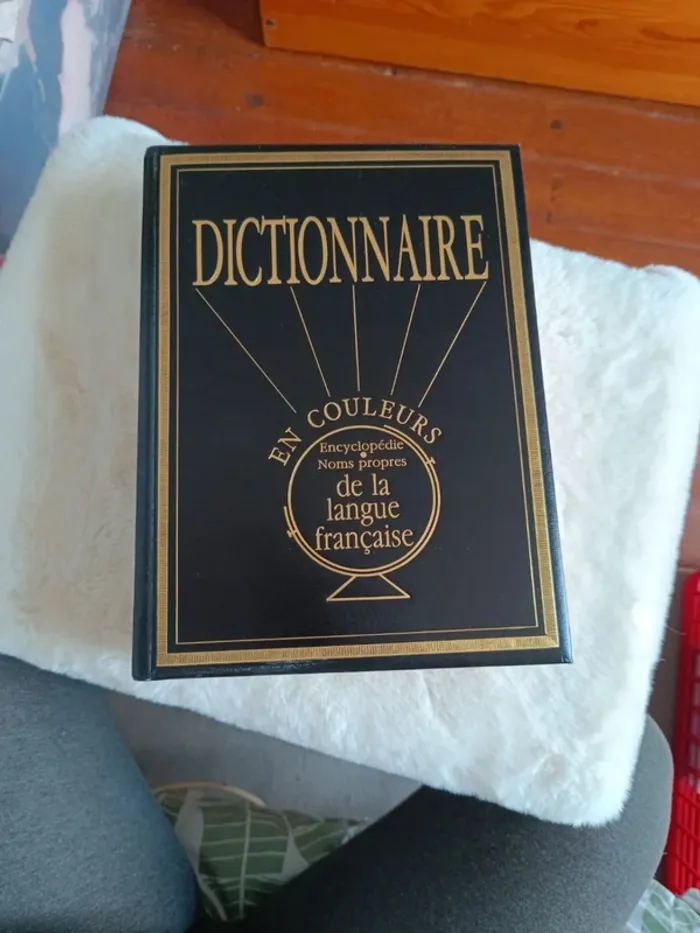 DICTIONNAIRE
EN COULEURS
Encyclopédie
Noms propres
de la
langue
française